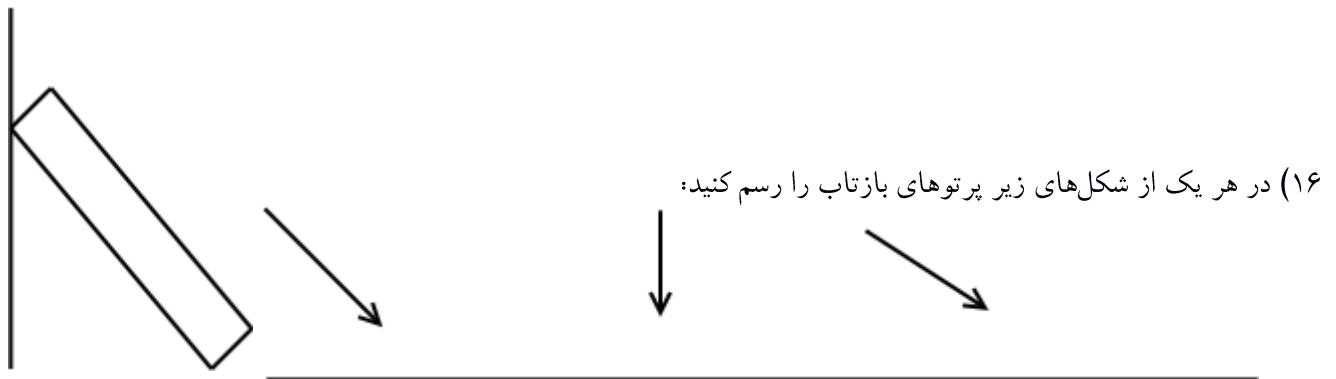 ۱۶) در هر یک از شکل‌های زیر پرتوهای بازتاب را رسم کنید: